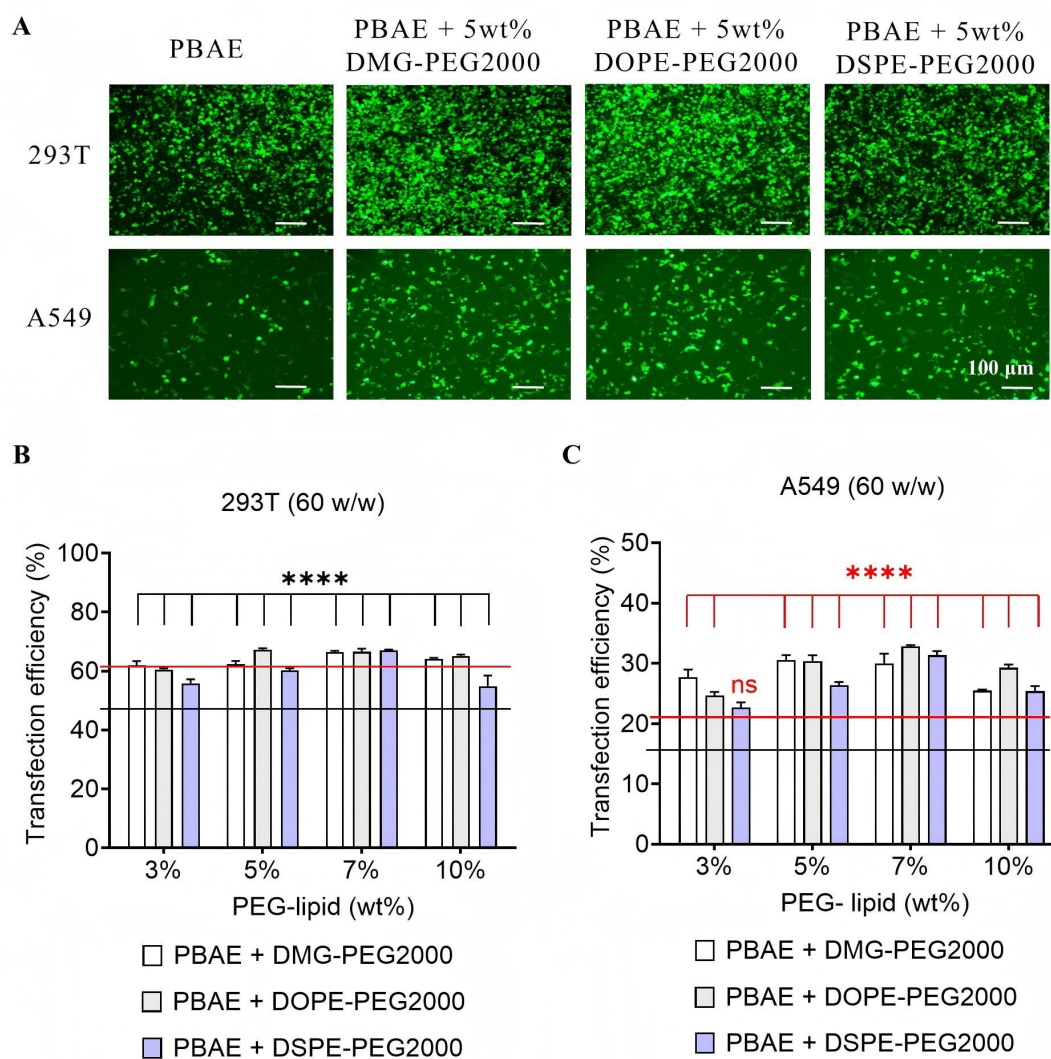 A
PBAE
PBAE + 5wt%
DMG-PEG2000
PBAE + 5wt%
DOPE-PEG2000
PBAE + 5wt%
DSPE-PEG2000
293T
A549
100 μm
B
293T (60 w/w)
Transfection efficiency (%)
100
80
60
40
20
0
****
3%
5%
7%
10%
PEG-lipid (wt%)
PBAE + DMG-PEG2000
PBAE + DOPE-PEG2000
PBAE + DSPE-PEG2000
C
A549 (60 w/w)
Transfection efficiency (%)
50
40
30
20
10
0
****
ns
3%
5%
7%
10%
PEG- lipid (wt%)
PBAE + DMG-PEG2000
PBAE + DOPE-PEG2000
PBAE + DSPE-PEG2000